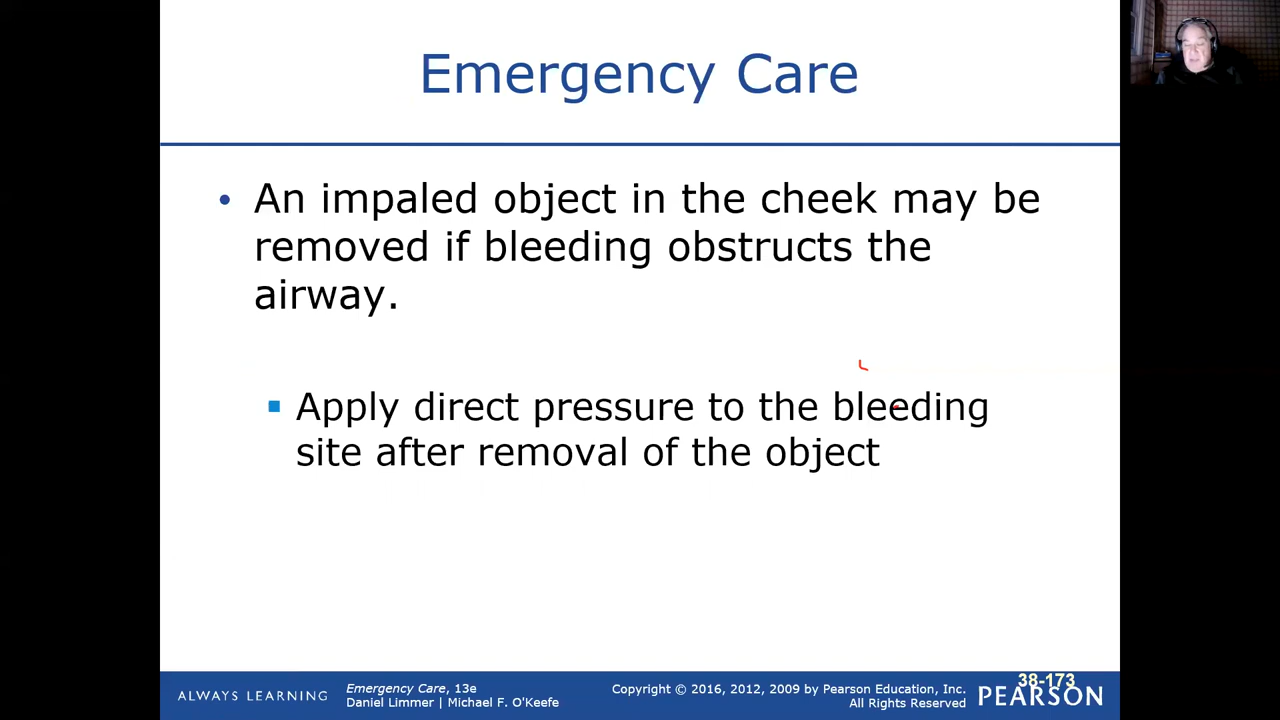 Emergency Care
• An impaled object in the cheek may be
removed if bleeding obstructs the
airway.
▪ Apply direct pressure to the bleeding
site after removal of the object
ALWAYS LEARNING
Emergency Care, 13e
Daniel Limmer | Michael F. O'Keefe
Copyright © 2016, 2012, 2009 by Pearson Education, Inc.
All Rights Reserved
38-173
PEARSON